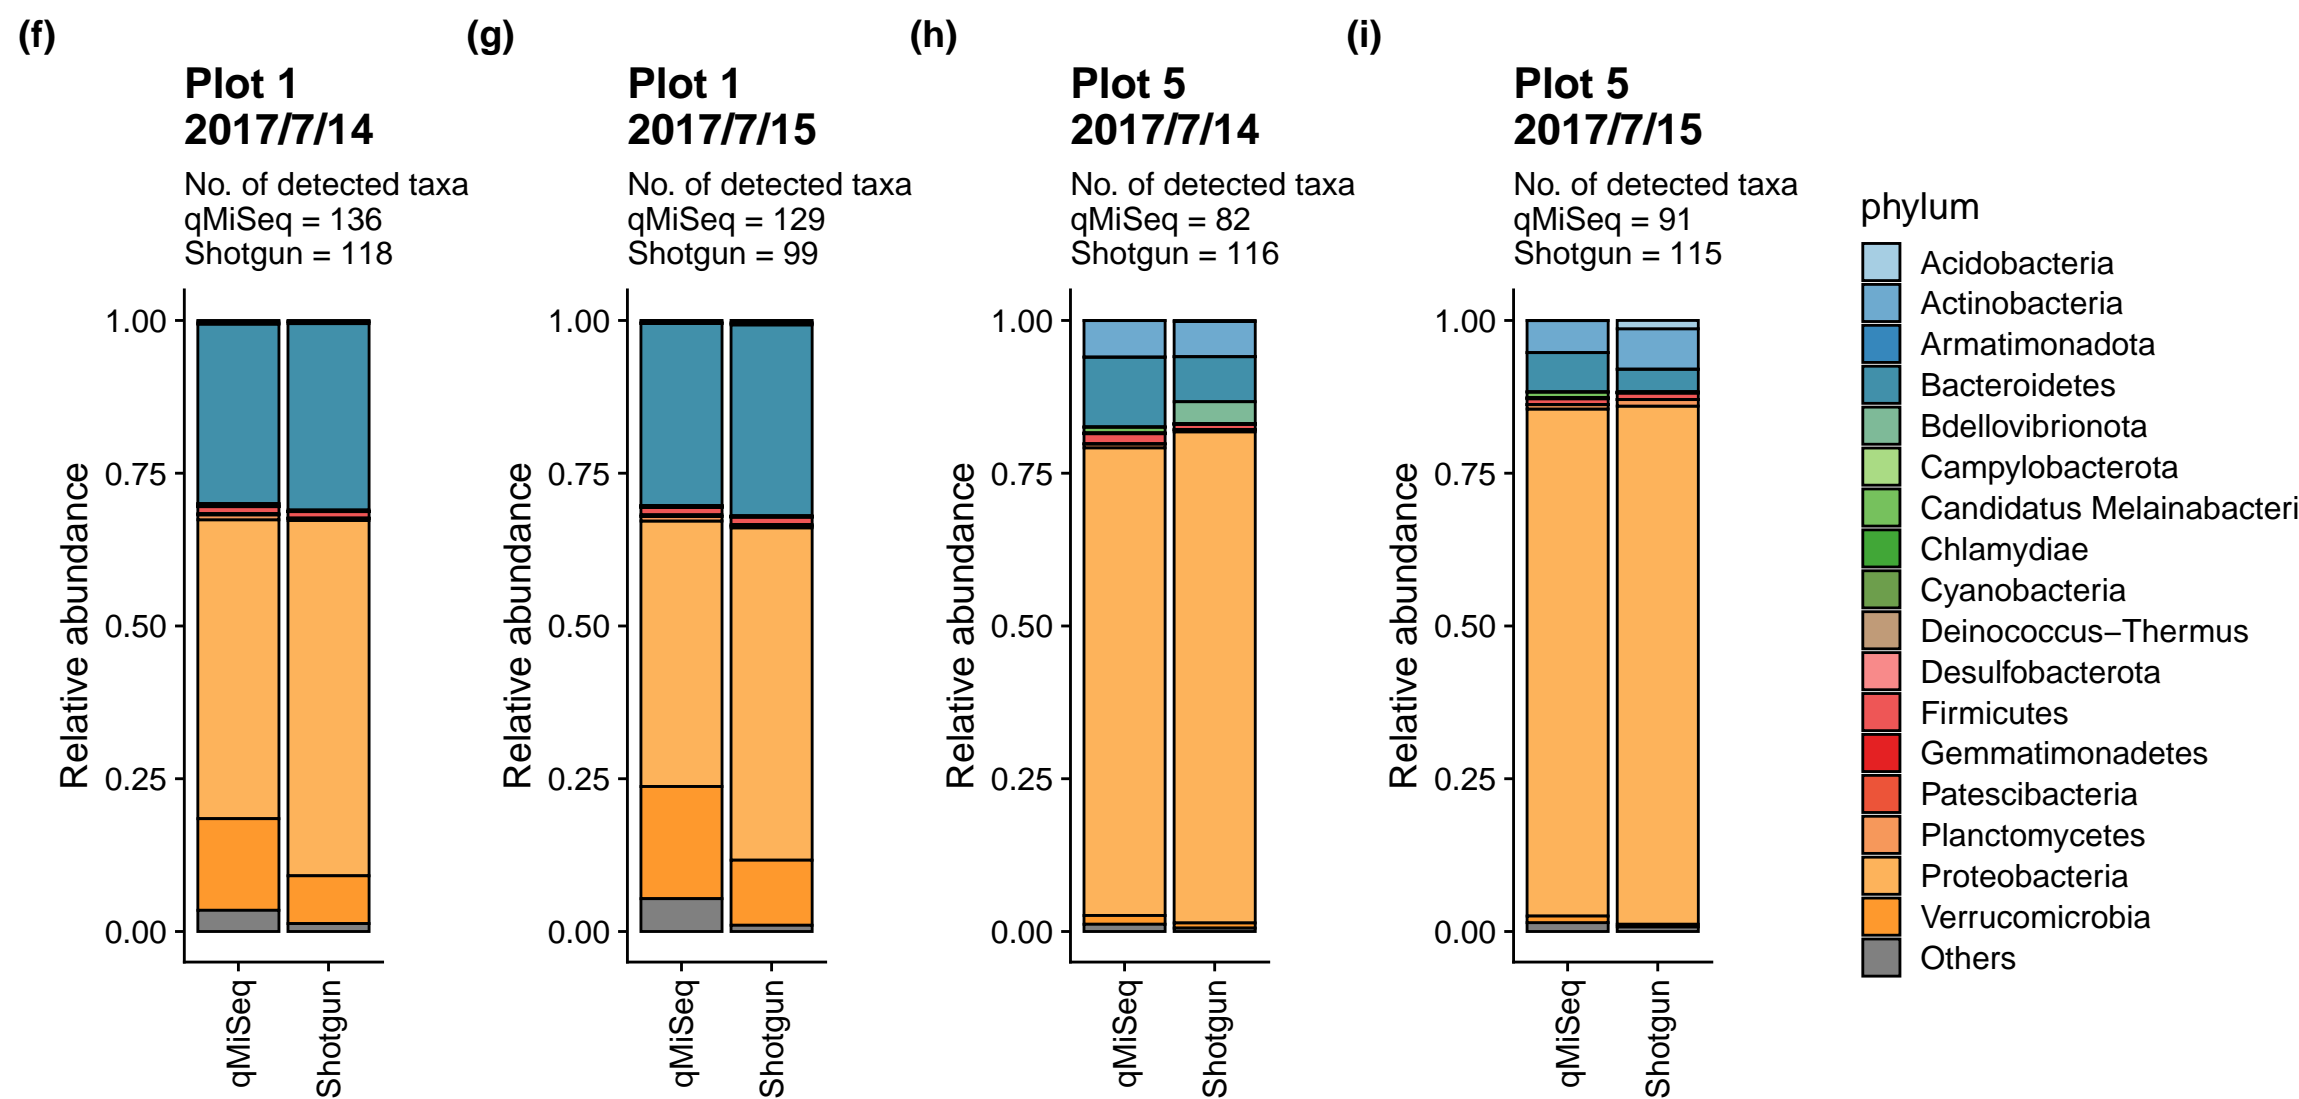 (f)
Plot 1
2017/7/14
No. of detected taxa
qMiSeq = 136
Shotgun = 118
1.00
0.75
0.50
0.25
0.00
Relative abundance
qMiSeq
Shotgun
(g)
Plot 1
2017/7/15
No. of detected taxa
qMiSeq = 129
Shotgun = 99
1.00
0.75
0.50
0.25
0.00
Relative abundance
qMiSeq
Shotgun
(h)
Plot 5
2017/7/14
No. of detected taxa
qMiSeq = 82
Shotgun = 116
1.00
0.75
0.50
0.25
0.00
Relative abundance
qMiSeq
Shotgun
(i)
Plot 5
2017/7/15
No. of detected taxa
qMiSeq = 91
Shotgun = 115
1.00
0.75
0.50
0.25
0.00
Relative abundance
qMiSeq
Shotgun
phylum
Acidobacteria
Actinobacteria
Armatimonadota
Bacteroidetes
Bdellovibrionota
Campylobacterota
Candidatus Melainabacteri
Chlamydiae
Cyanobacteria
Deinococcus−Thermus
Desulfobacterota
Firmicutes
Gemmatimonadetes
Patescibacteria
Planctomycetes
Proteobacteria
Verrucomicrobia
Others